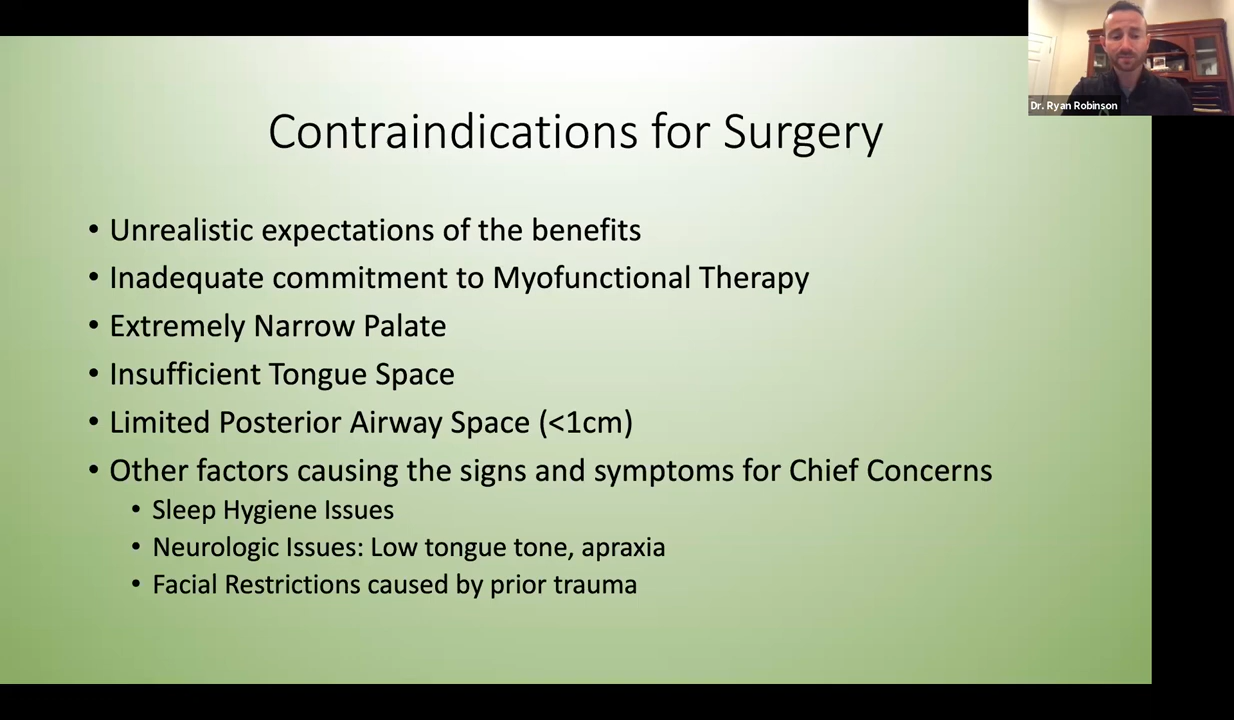 Dr. Ryan Robinson
Contraindications for Surgery
• Unrealistic expectations of the benefits
• Inadequate commitment to Myofunctional Therapy
• Extremely Narrow Palate
• Insufficient Tongue Space
• Limited Posterior Airway Space (<1cm)
• Other factors causing the signs and symptoms for Chief Concerns
• Sleep Hygiene Issues
• Neurologic Issues: Low tongue tone, apraxia
• Facial Restrictions caused by prior trauma